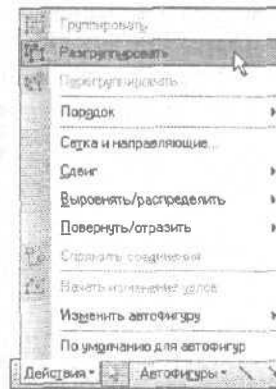 Группировать
Разгруппировать
Перегруппировать
Порядок
Сетка и направляющие...
Сдвиг
Выровнять/распределить
Повернуть/отразить
Спрямить соединения
Начать изменение узлов
Изменить автофигуру
По умолчанию для автофигур
Действия Автофигуры